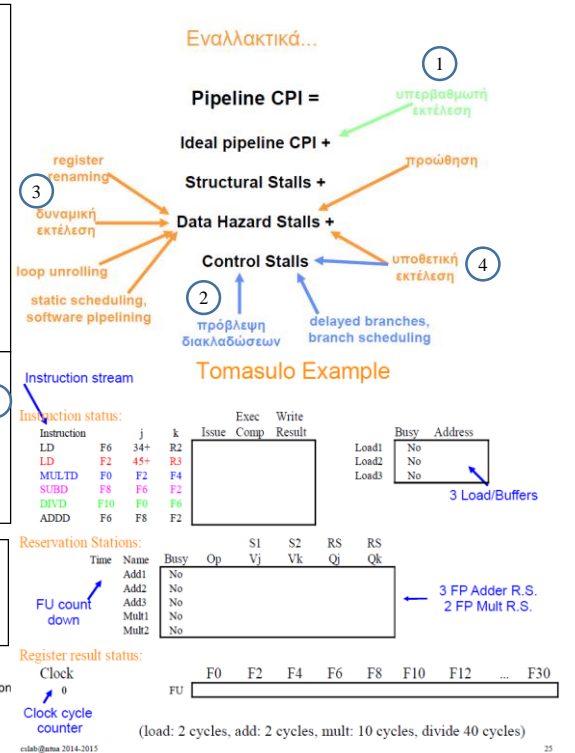 Εναλλακτικά...
1
υπερβαθμωτή
εκτέλεση
Pipeline CPI =
Ideal pipeline CPI +
register
renaming
προώθηση
Structural Stalls +
3
δυναμική
εκτέλεση
Data Hazard Stalls +
loop unrolling
Control Stalls
υποθετική
εκτέλεση
4
static scheduling,
software pipelining
2
πρόβλεψη
διακλαδώσεων
delayed branches,
branch scheduling
Tomasulo Example
Instruction stream
Instruction status:
Exec Write
Instruction j k Issue Comp Result Busy Address
LD F6 34+ R2 Load1 No
LD F2 45+ R3 Load2 No
MULTD F0 F2 F4 Load3 No
SUBD F8 F6 F2
DIVD F10 F0 F6
ADDD F6 F8 F2
3 Load/Buffers
Reservation Stations: S1 S2 RS RS
Time Name Busy Op Vj Vk Qj Qk
Add1 No
Add2 No
Add3 No
Mult1 No
Mult2 No
FU count
down
3 FP Adder R.S.
2 FP Mult R.S.
Register result status:
Clock F0 F2 F4 F6 F8 F10 F12 ... F30
0 FU
on
Clock cycle
counter
(load: 2 cycles, add: 2 cycles, mult: 10 cycles, divide 40 cycles)
cslab@ntua 2014-2015 25